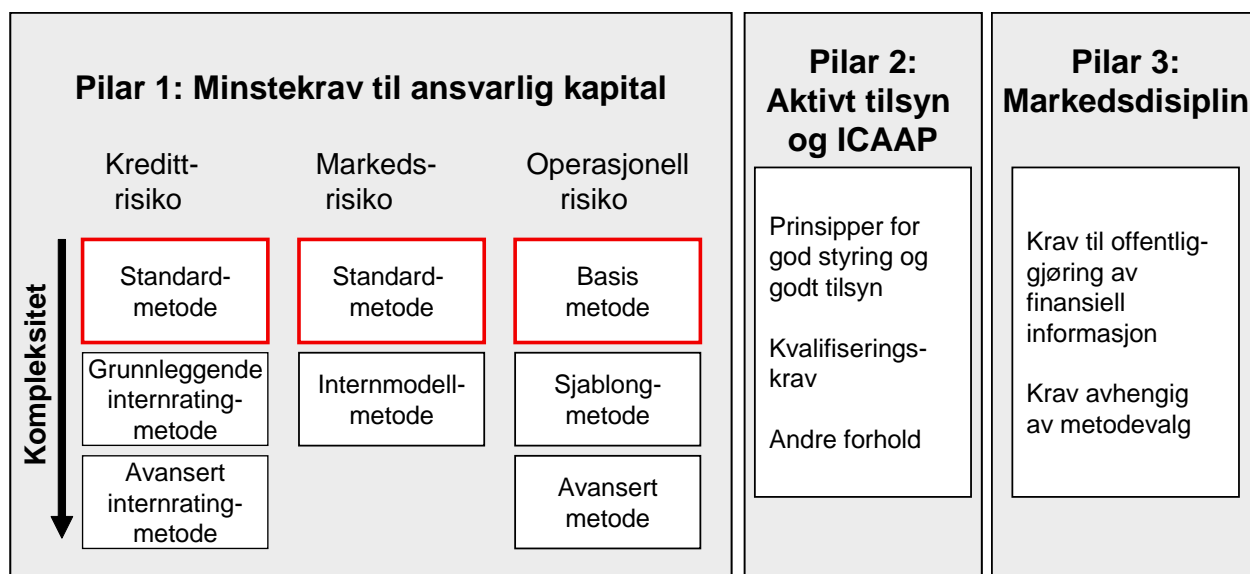 Pilar 1: Minstekrav til ansvarlig kapital
Kreditt-
risiko
Markeds-
risiko
Operasjonell
risiko
Kompleksitet
Standard-
metode
Standard-
metode
Basis
metode
Grunnleggende
internrating-
metode
Internmodell-
metode
Sjablong-
metode
Avansert
internrating-
metode
Avansert
metode
Pilar 2:
Aktivt tilsyn
og ICAAP
Prinsipper for
god styring og
godt tilsyn
Kvalifiserings-
krav
Andre forhold
Pilar 3:
Markedsdisiplin
Krav til offentlig-
gjøring av
finansiell
informasjon
Krav avhengig
av metodevalg